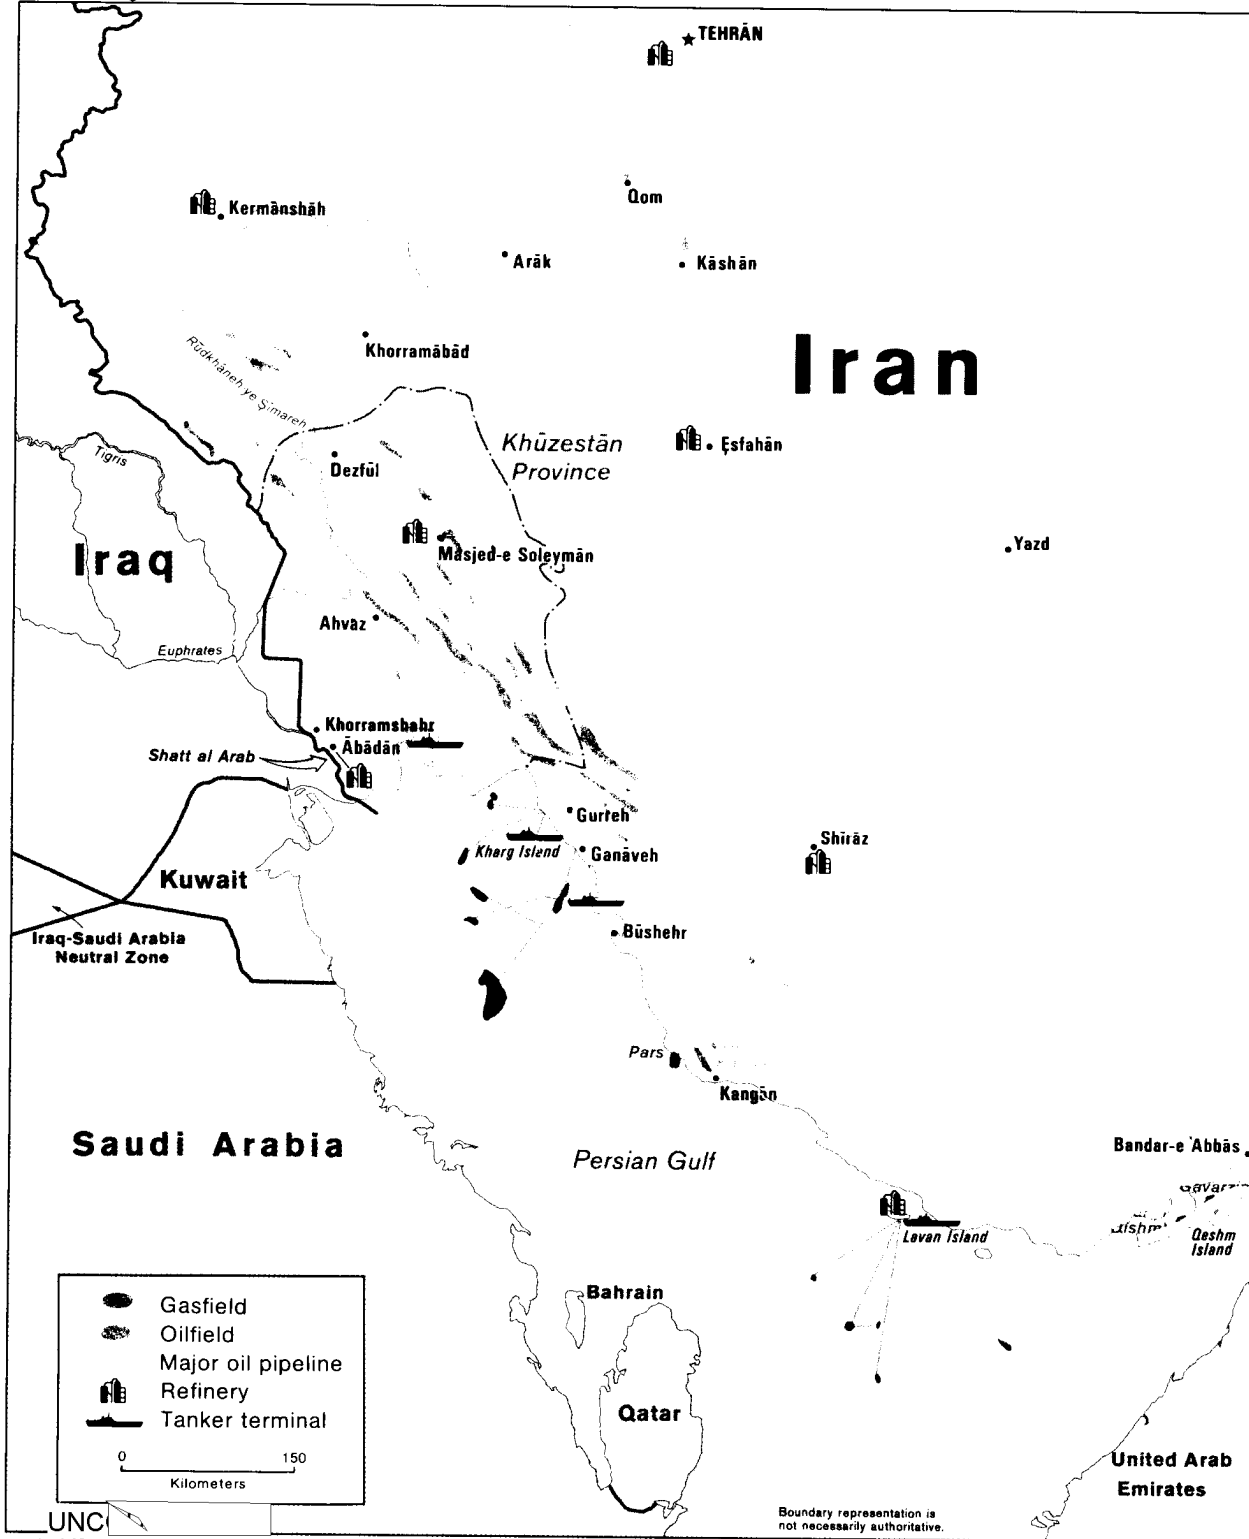 TEHRĀN
Qom
Kermānshāh
Arāk
Kāshān
Khorramābād
Iran
Rūdkhāneh ye Şīmareh
Khūzestān
Province
Eşfahān
Tigris
Dezfūl
Iraq
Masjed-e Soleymān
Yazd
Ahvāz
Euphrates
Khorramshahr
Ābādān
Shatt al Arab
Gurreh
Kharg Island
Ganāveh
Shīrāz
Kuwait
Būshehr
Iraq-Saudi Arabia
Neutral Zone
Pars
Kangān
Saudi Arabia
Persian Gulf
Bandar-e 'Abbās
Qeshm
Island
Lavan Island
Bahrain
Qatar
United Arab
Emirates
Gasfield
Oilfield
Major oil pipeline
Refinery
Tanker terminal
0 150
Kilometers
Boundary representation is
not necessarily authoritative.